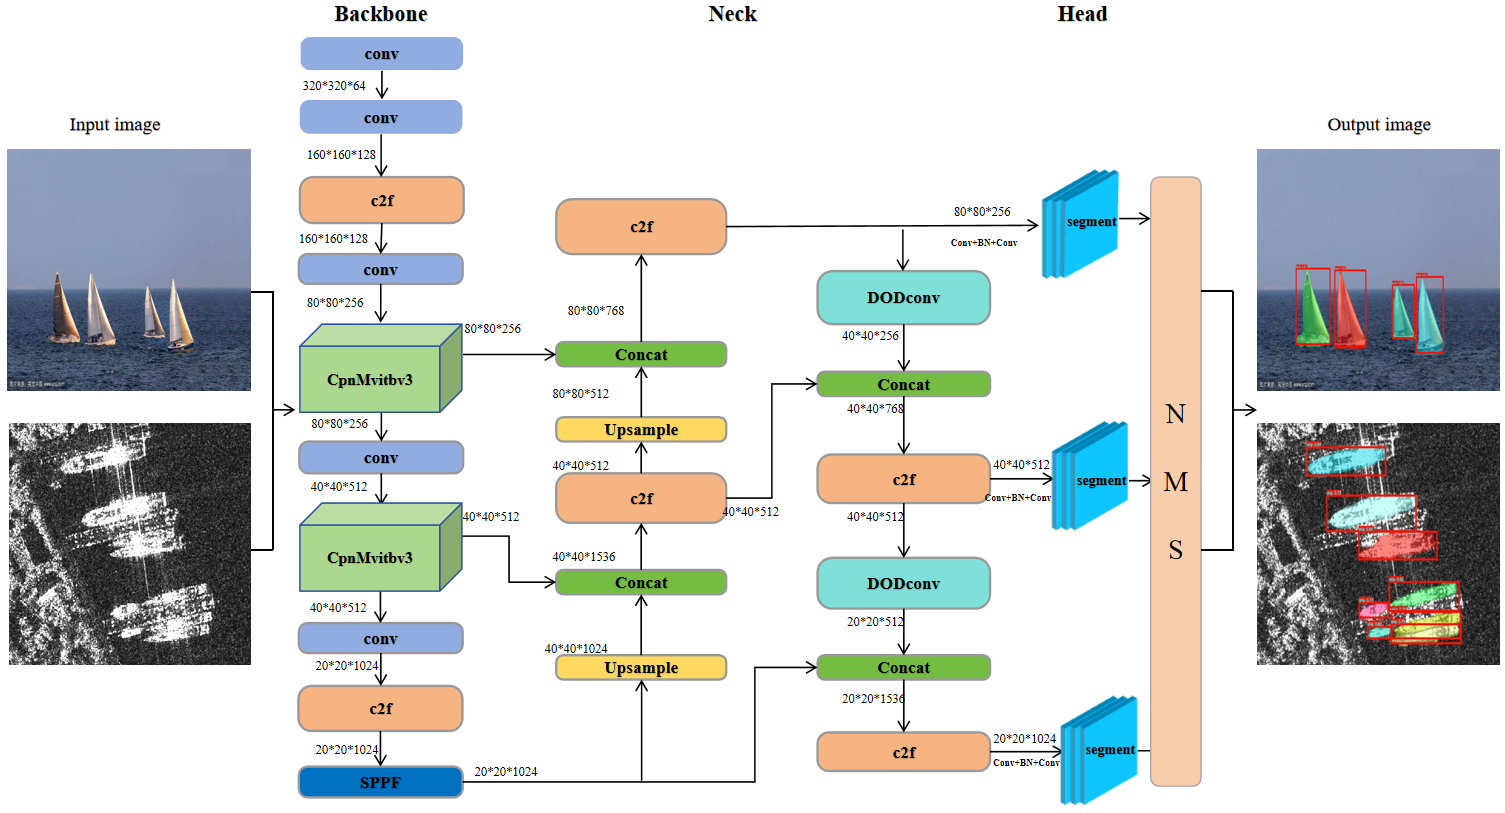 Backbone
Neck
Head
Input image
Output image
conv
320*320*64
conv
160*160*128
c2f
160*160*128
conv
80*80*256
CpnMvitbv3
80*80*256
80*80*256
conv
40*40*512
CpnMvitbv3
40*40*512
40*40*512
conv
20*20*1024
c2f
20*20*1024
SPPF
20*20*1024
c2f
80*80*768
Concat
80*80*512
Upsample
40*40*512
c2f
40*40*512
40*40*1536
Concat
40*40*1024
Upsample
80*80*256
Conv+BN+Conv
DODconv
40*40*256
Concat
40*40*768
c2f
40*40*512
Conv+BN+Conv
40*40*512
DODconv
20*20*512
Concat
20*20*1536
c2f
20*20*1024
Conv+BN+Conv
segment
segment
segment
N
M
S